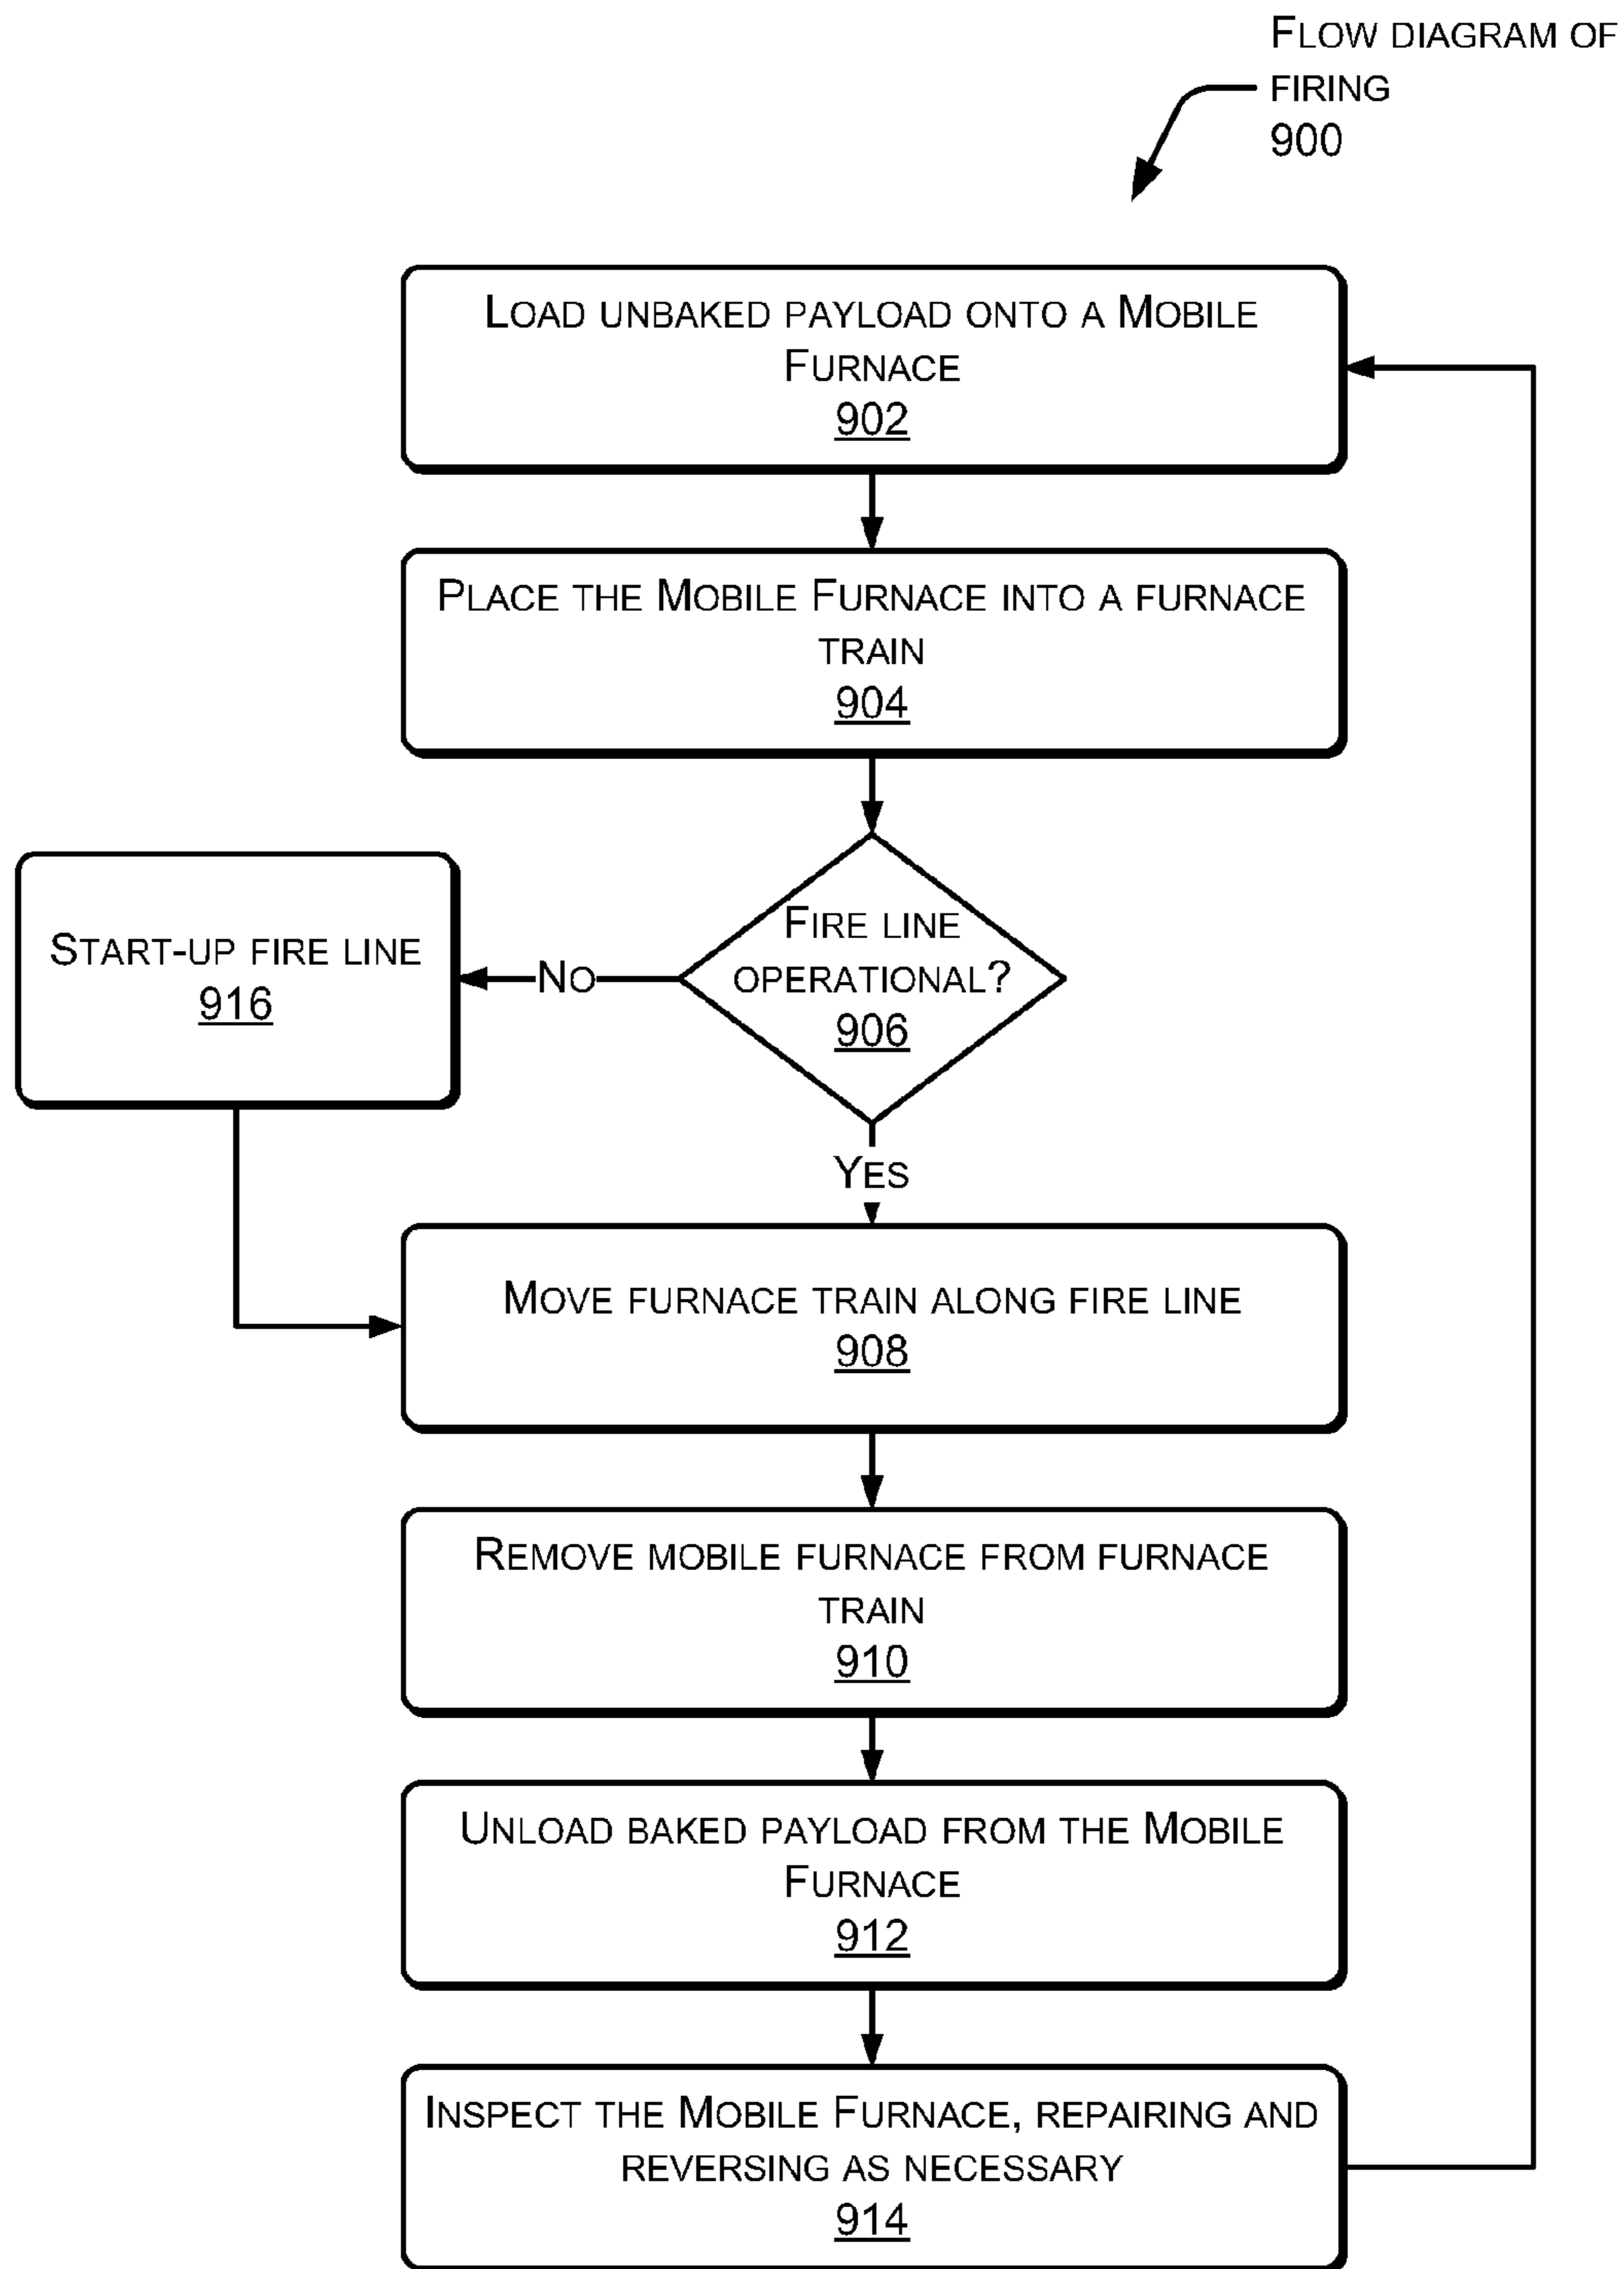 FLOW DIAGRAM OF
FIRING
900
LOAD UNBAKED PAYLOAD ONTO A MOBILE
FURNACE
902
PLACE THE MOBILE FURNACE INTO A FURNACE
TRAIN
904
FIRE LINE
OPERATIONAL?
906
NO
START-UP FIRE LINE
916
YES
MOVE FURNACE TRAIN ALONG FIRE LINE
908
REMOVE MOBILE FURNACE FROM FURNACE
TRAIN
910
UNLOAD BAKED PAYLOAD FROM THE MOBILE
FURNACE
912
INSPECT THE MOBILE FURNACE, REPAIRING AND
REVERSING AS NECESSARY
914